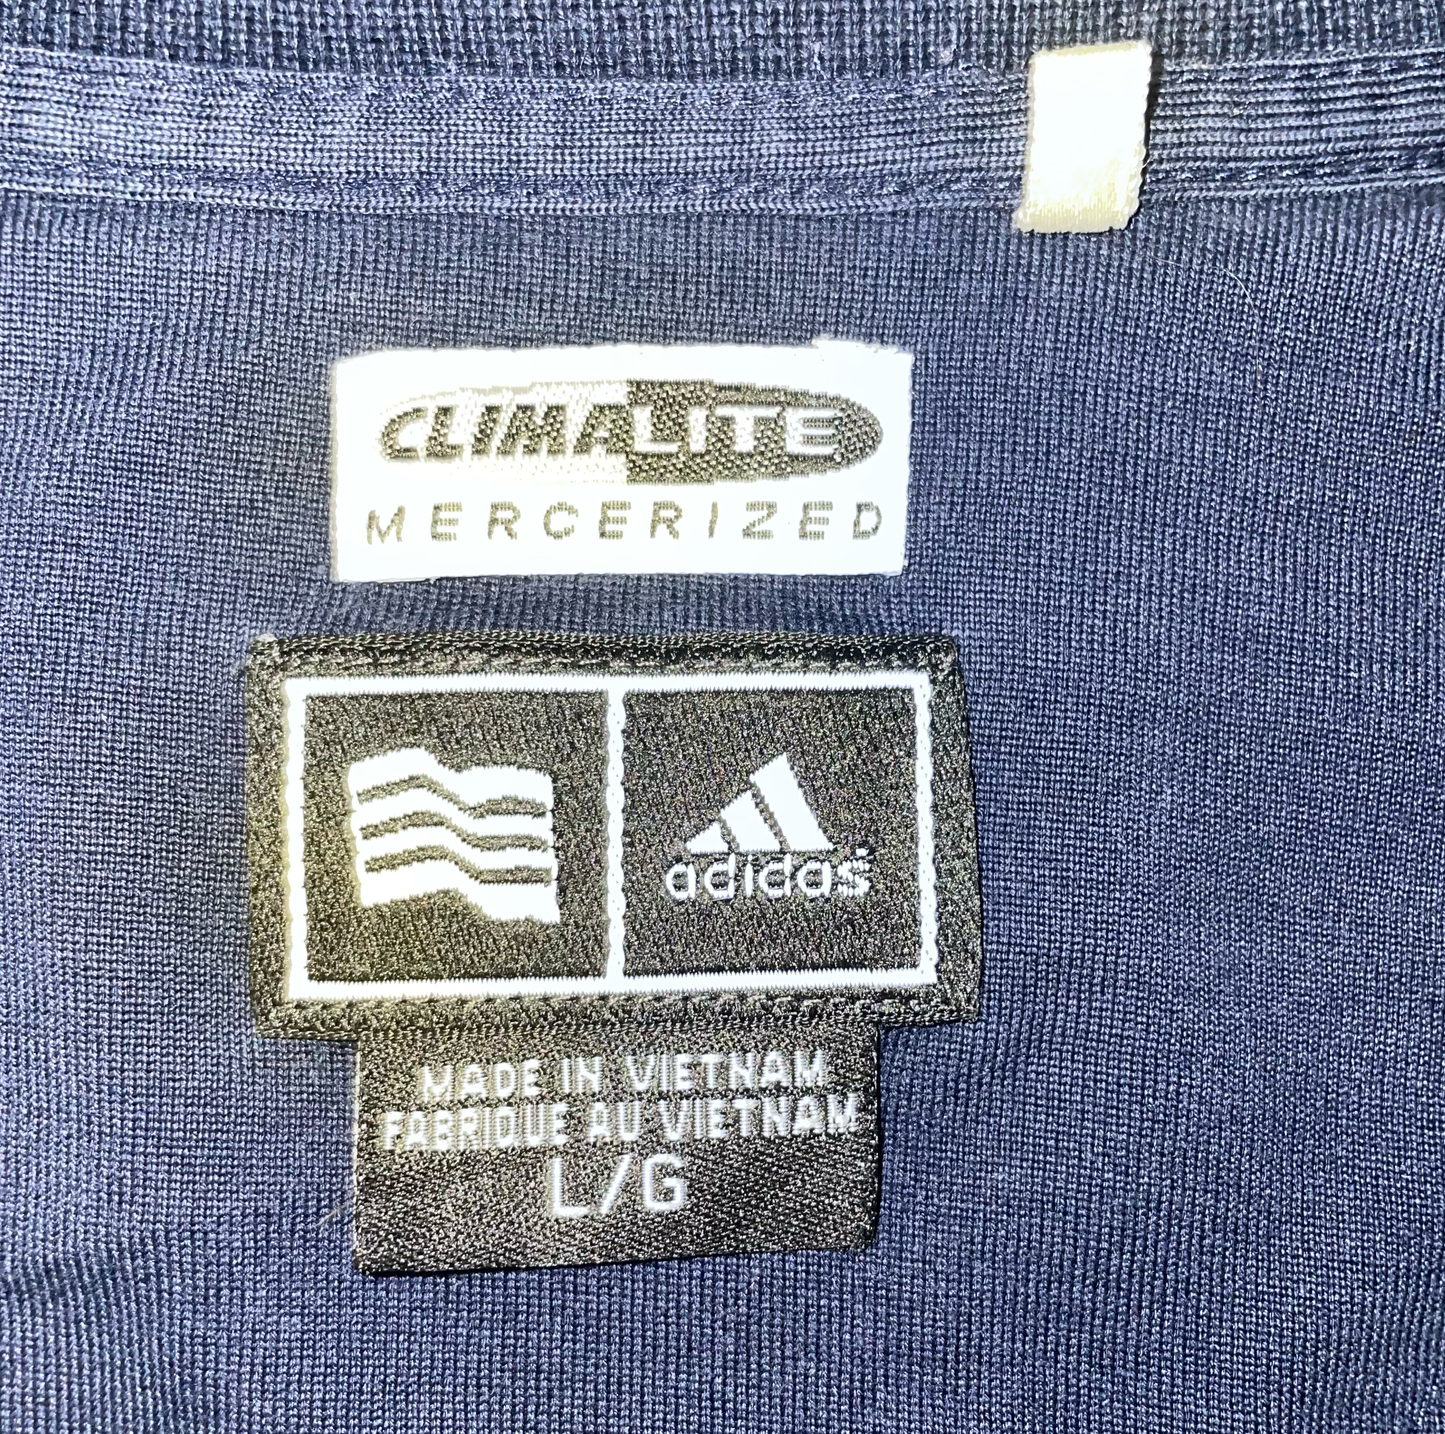 CLIMALITE
MERCERIZED
adidas
MADE IN VIETNAM
FABRIQUE AU VIETNAM
L/G